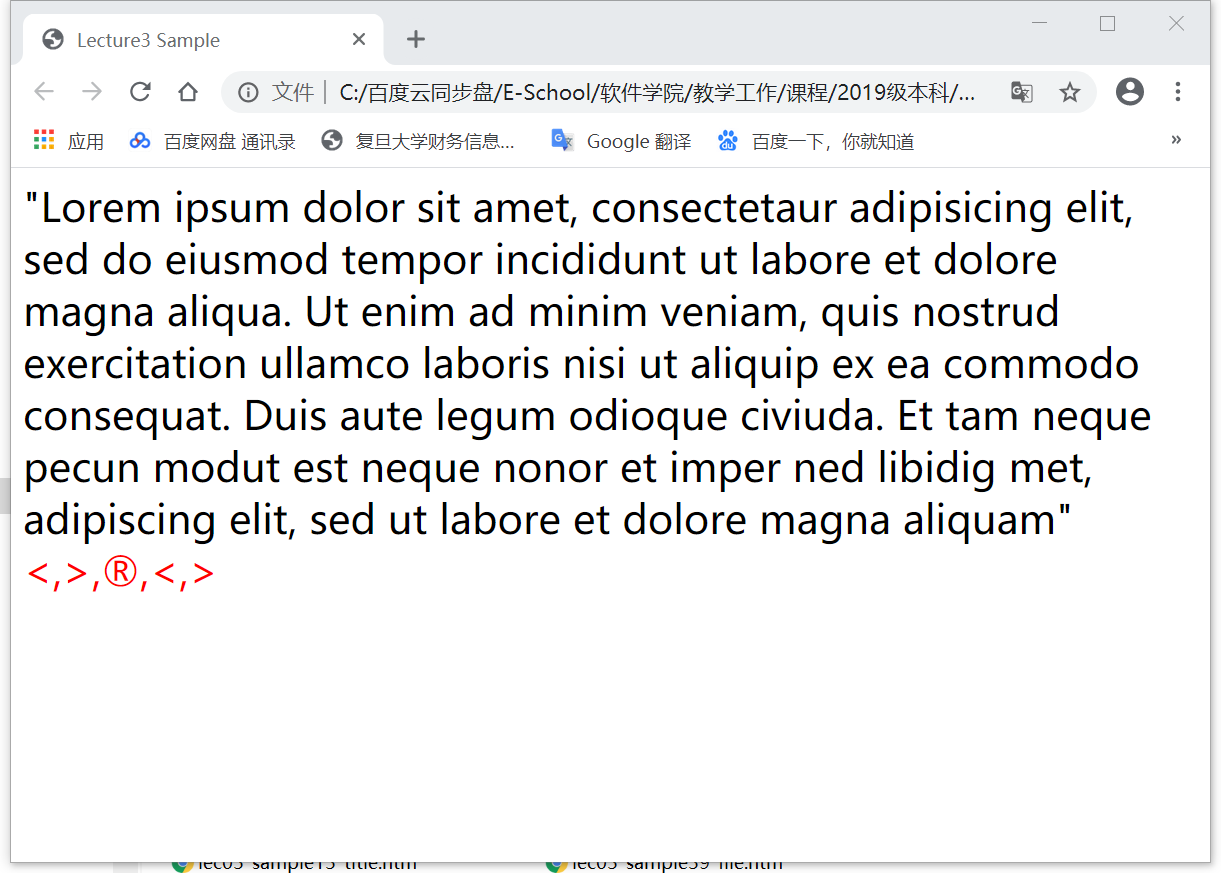 Lecture3 Sample
文件 C:/百度云同步盘/E-School/软件学院/教学工作/课程/2019级本科/...
应用 百度网盘 通讯录 复旦大学财务信息... Google 翻译 百度一下，你就知道 »
"Lorem ipsum dolor sit amet, consectetaur adipisicing elit,
sed do eiusmod tempor incididunt ut labore et dolore
magna aliqua. Ut enim ad minim veniam, quis nostrud
exercitation ullamco laboris nisi ut aliquip ex ea commodo
consequat. Duis aute legum odioque civiuda. Et tam neque
pecun modut est neque nonor et imper ned libidig met,
adipiscing elit, sed ut labore et dolore magna aliquam"
<,>,®,<,>